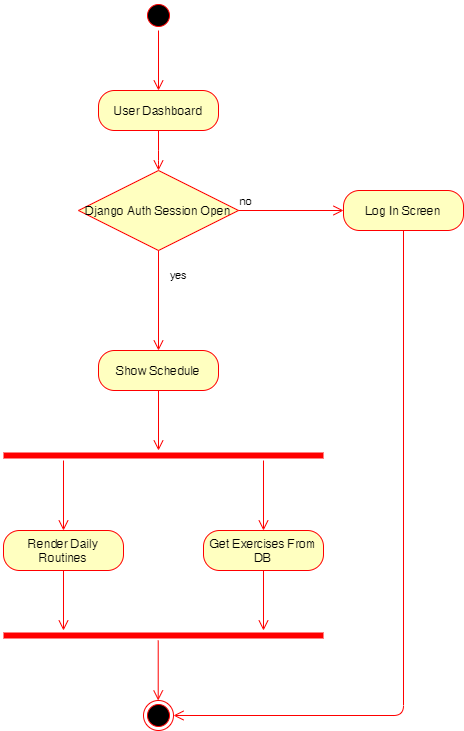 User Dashboard
Django Auth Session Open
no
Log In Screen
yes
Show Schedule
Render Daily
Routines
Get Exercises From
DB